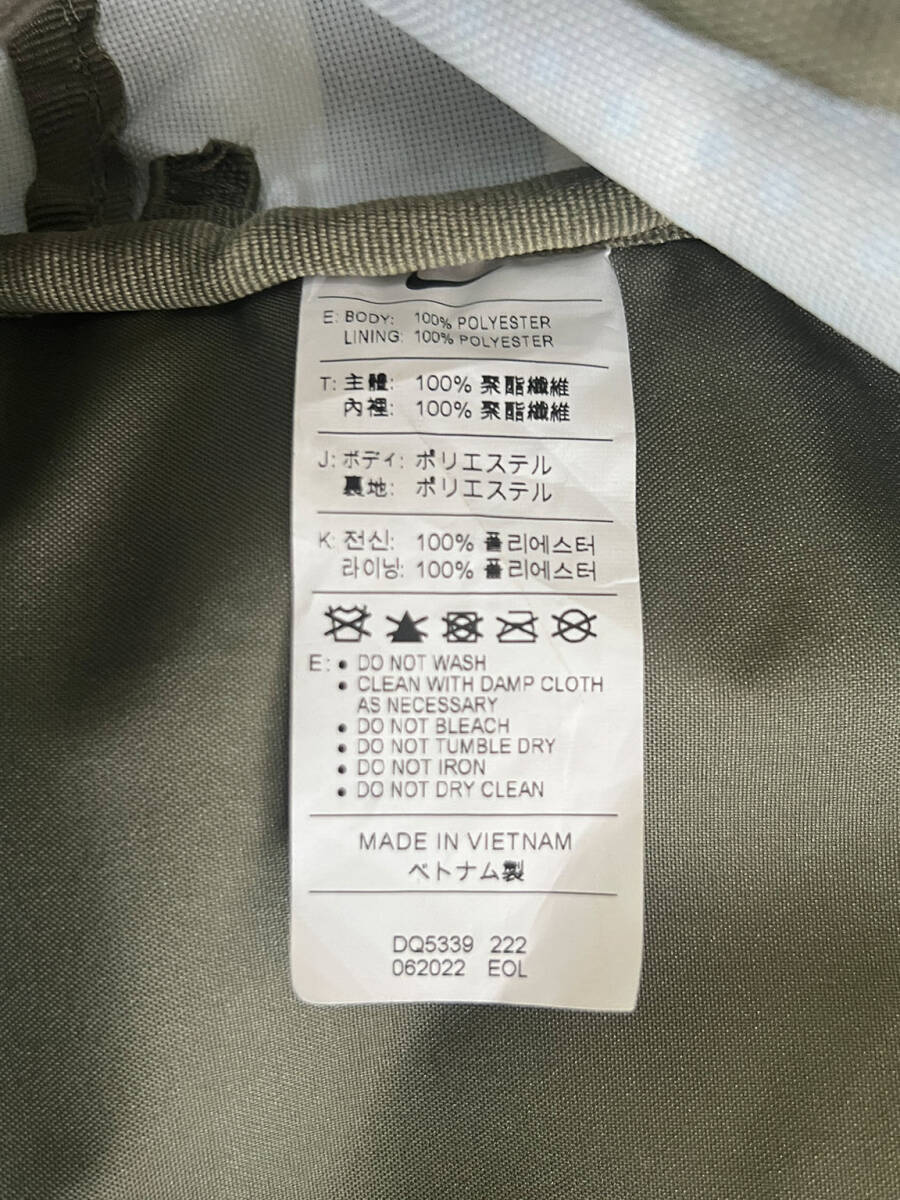 E: BODY: 100% POLYESTER
LINING: 100% POLYESTER
T: 主體: 100% 聚酯纖維
內裡: 100% 聚酯纖維
J: ボディ: ポリエステル
裏地: ポリエステル
K: 전신: 100% 폴리에스터
라이닝: 100% 폴리에스터
E: • DO NOT WASH
• CLEAN WITH DAMP CLOTH
AS NECESSARY
• DO NOT BLEACH
• DO NOT TUMBLE DRY
• DO NOT IRON
• DO NOT DRY CLEAN
MADE IN VIETNAM
ベトナム製
DQ5339 222
062022 EOL